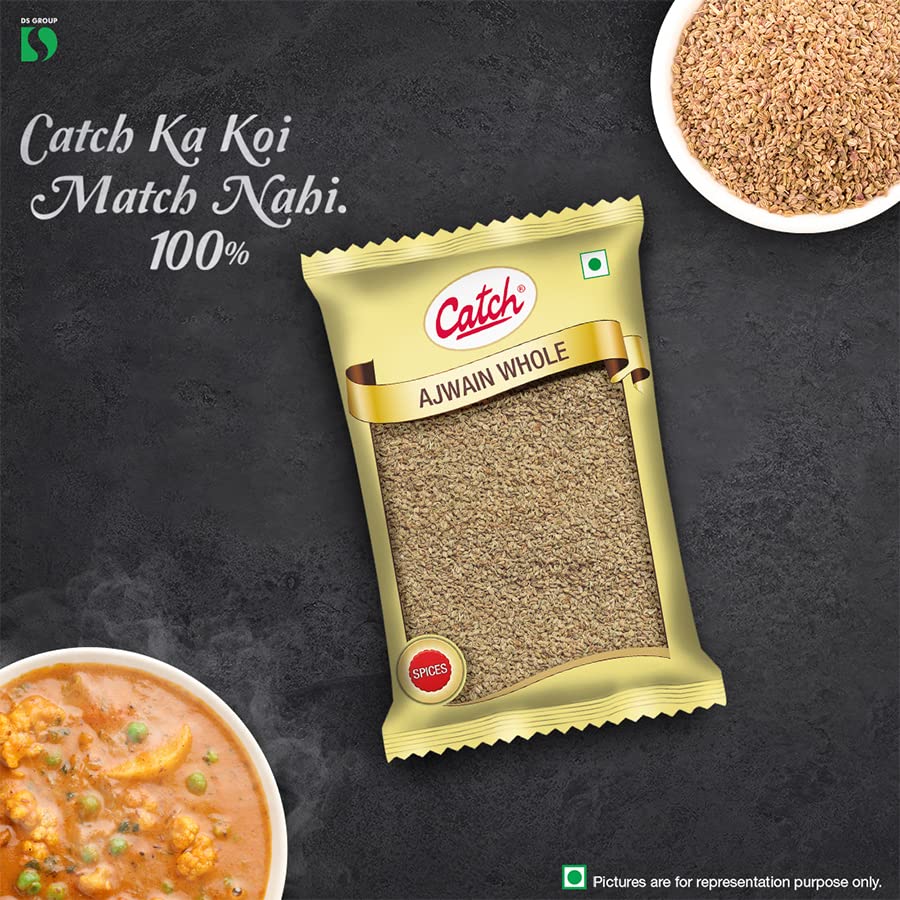 DS GROUP
Catch Ka Koi
Match Nahi.
100%
Catch®
AJWAIN WHOLE
SPICES
Pictures are for representation purpose only.